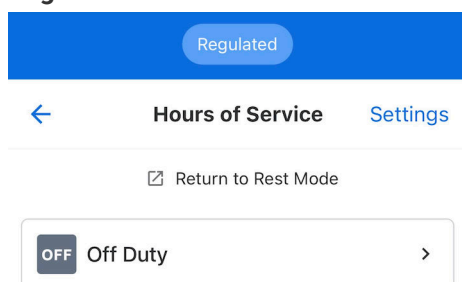 Regulated
Hours of Service
Settings
Return to Rest Mode
OFF Off Duty